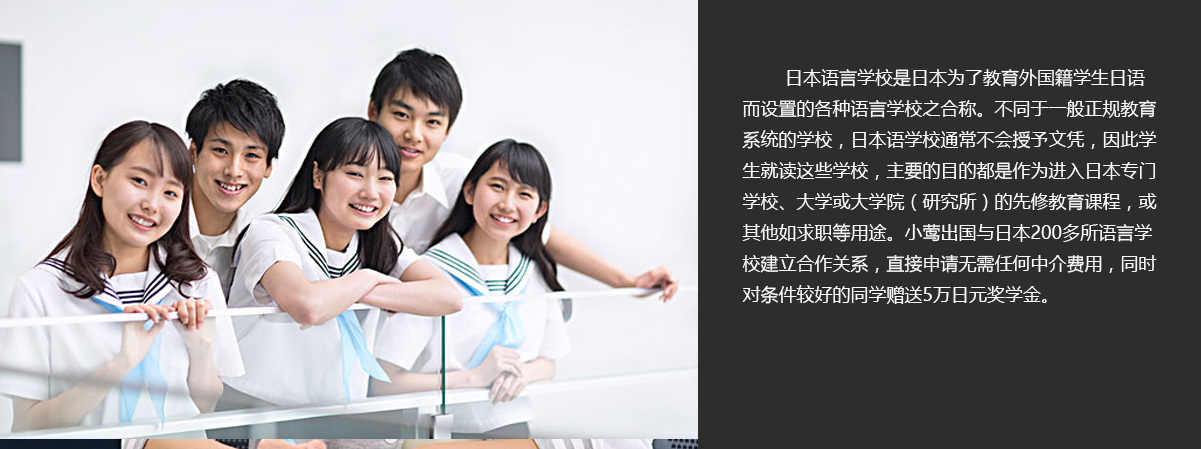 日本语言学校是日本为了教育外国籍学生日语
而设置的各种语言学校之合称。不同于一般正规教育
系统的学校，日本语学校通常不会授予文凭，因此学
生就读这些学校，主要的目的都是作为进入日本专门
学校、大学或大学院（研究所）的先修教育课程，或
其他如求职等用途。小莺出国与日本200多所语言学
校建立合作关系，直接申请无需任何中介费用，同时
对条件较好的同学赠送5万日元奖学金。